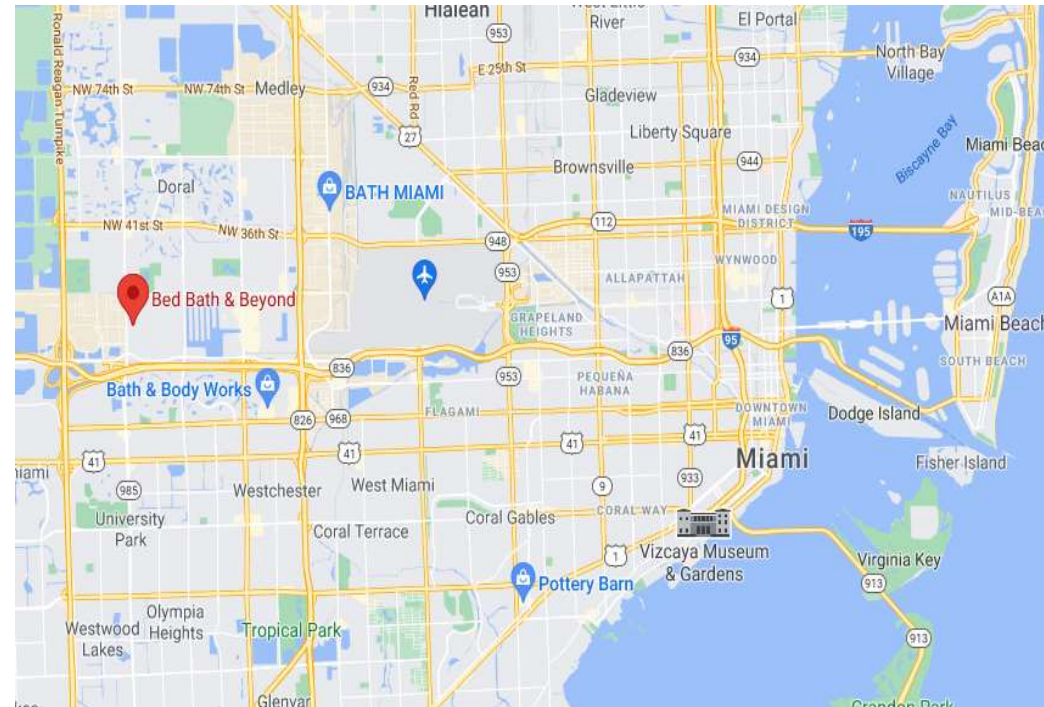 Hialeah
West Little
River
El Portal
953
934
North Bay
Village
E 25th St
NW 74th St
NW 74th St
Medley
934
Red Rd
Ronald Reagan Turnpike
27
Gladeview
Liberty Square
Biscayne Bay
Miami Beac
Brownsville
944
Doral
BATH MIAMI
NAUTILUS
MID-BEA
NW 41st St
NW 36th St
948
112
MIAMI DESIGN
DISTRICT
195
953
ALLAPATTAH
WYNWOOD
1
A1A
Bed Bath & Beyond
GRAPELAND
HEIGHTS
Miami Beach
95
836
836
SOUTH BEACH
Bath & Body Works
953
PEQUEÑA
HABANA
826
968
FLAGAMI
DOWNTOWN
MIAMI
Dodge Island
41
41
41
41
Miami
Fisher Island
iami
985
Westchester
West Miami
9
933
University
Park
Coral Terrace
Coral Gables
CORAL WAY
1
Vizcaya Museum
& Gardens
Virginia Key
913
Pottery Barn
Olympia
Heights
Westwood
Lakes
Tropical Park
913
Glenvar
Crandon Park